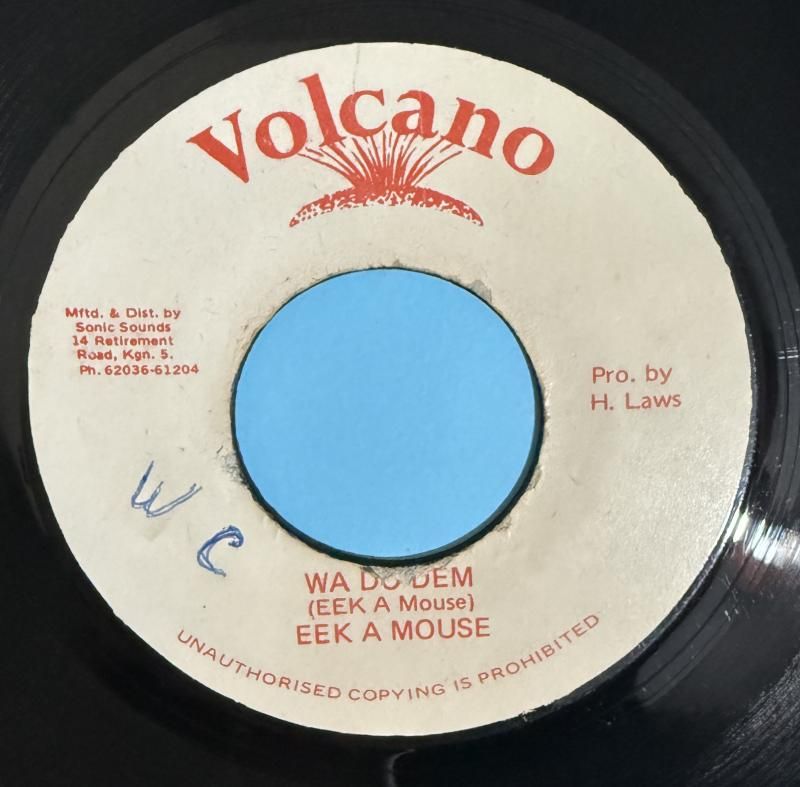 Volcano
Mftd. & Dist. by
Sonic Sounds
14 Retirement
Road, Kgn. 5.
Ph. 62036-61204
Pro. by
H. Laws
W C
WA DO DEM
(EEK A Mouse)
EEK A MOUSE
UNAUTHORISED COPYING IS PROHIBITED